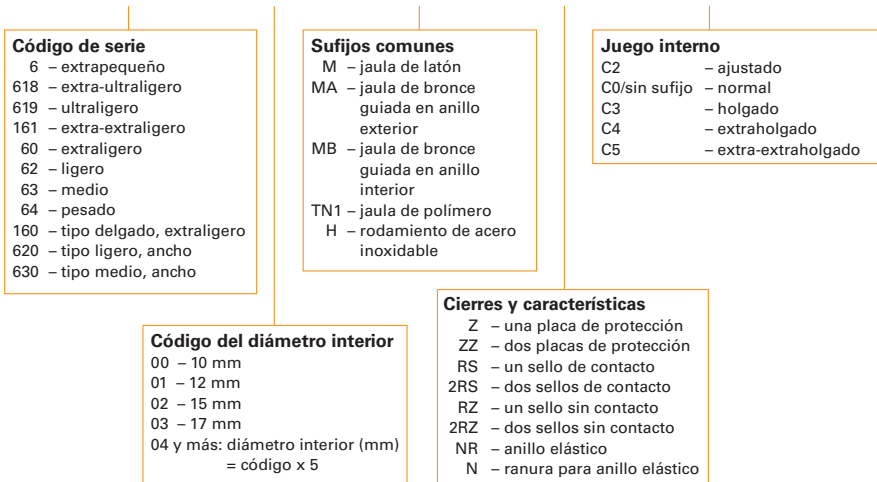 Código de serie
6 – extrapequeño
618 – extra-ultraligero
619 – ultraligero
161 – extra-extraligero
60 – extraligero
62 – ligero
63 – medio
64 – pesado
160 – tipo delgado, extraligero
620 – tipo ligero, ancho
630 – tipo medio, ancho
Sufijos comunes
M – jaula de latón
MA – jaula de bronce
guiada en anillo
exterior
MB – jaula de bronce
guiada en anillo
interior
TN1 – jaula de polímero
H – rodamiento de acero
inoxidable
Juego interno
C2 – ajustado
C0/sin sufijo – normal
C3 – holgado
C4 – extraholgado
C5 – extra-extraholgado
Código del diámetro interior
00 – 10 mm
01 – 12 mm
02 – 15 mm
03 – 17 mm
04 y más: diámetro interior (mm)
= código x 5
Cierres y características
Z – una placa de protección
ZZ – dos placas de protección
RS – un sello de contacto
2RS – dos sellos de contacto
RZ – un sello sin contacto
2RZ – dos sellos sin contacto
NR – anillo elástico
N – ranura para anillo elástico